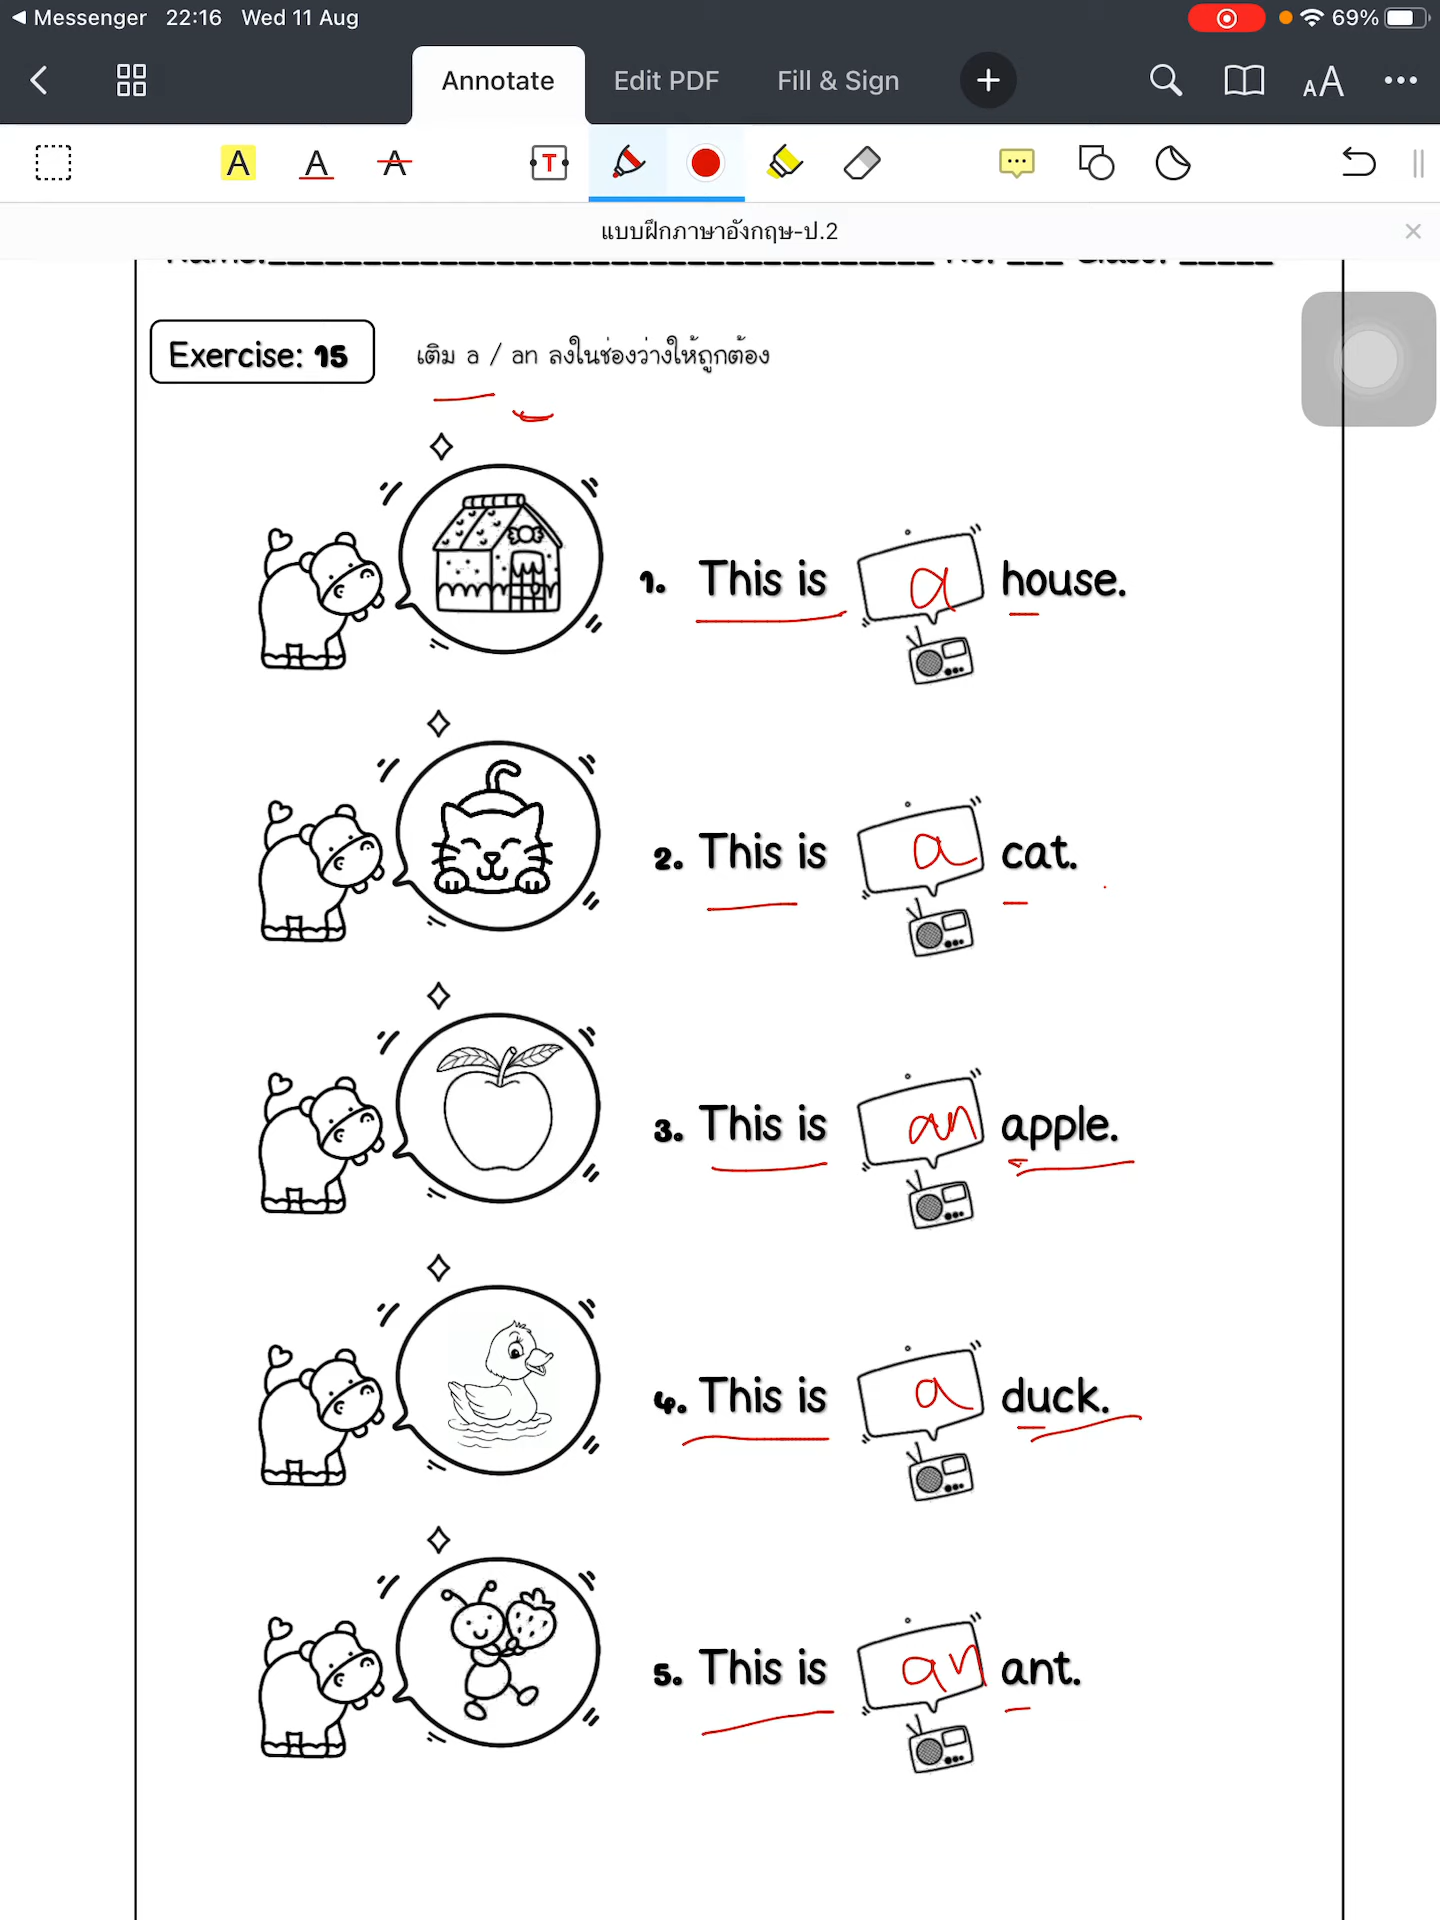 Messenger 22:16 Wed 11 Aug 69%
Annotate Edit PDF Fill & Sign
แบบฝึกภาษาอังกฤษ-ป.2
Exercise: 15 เติม a / an ลงในช่องว่างให้ถูกต้อง
1. This is a house.
2. This is a cat.
3. This is an apple.
4. This is a duck.
5. This is an ant.